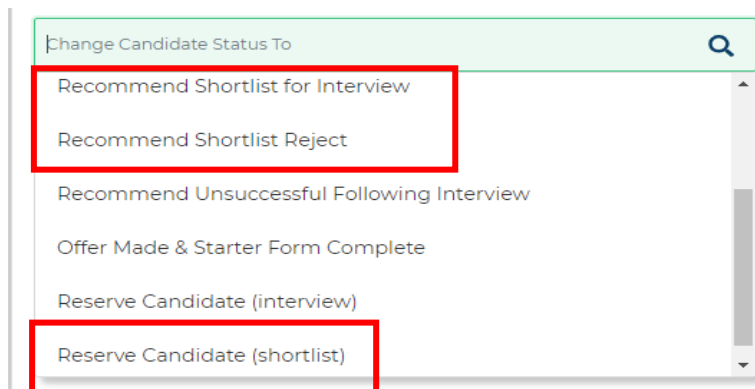 Change Candidate Status To
Recommend Shortlist for Interview
Recommend Shortlist Reject
Recommend Unsuccessful Following Interview
Offer Made & Starter Form Complete
Reserve Candidate (interview)
Reserve Candidate (shortlist)